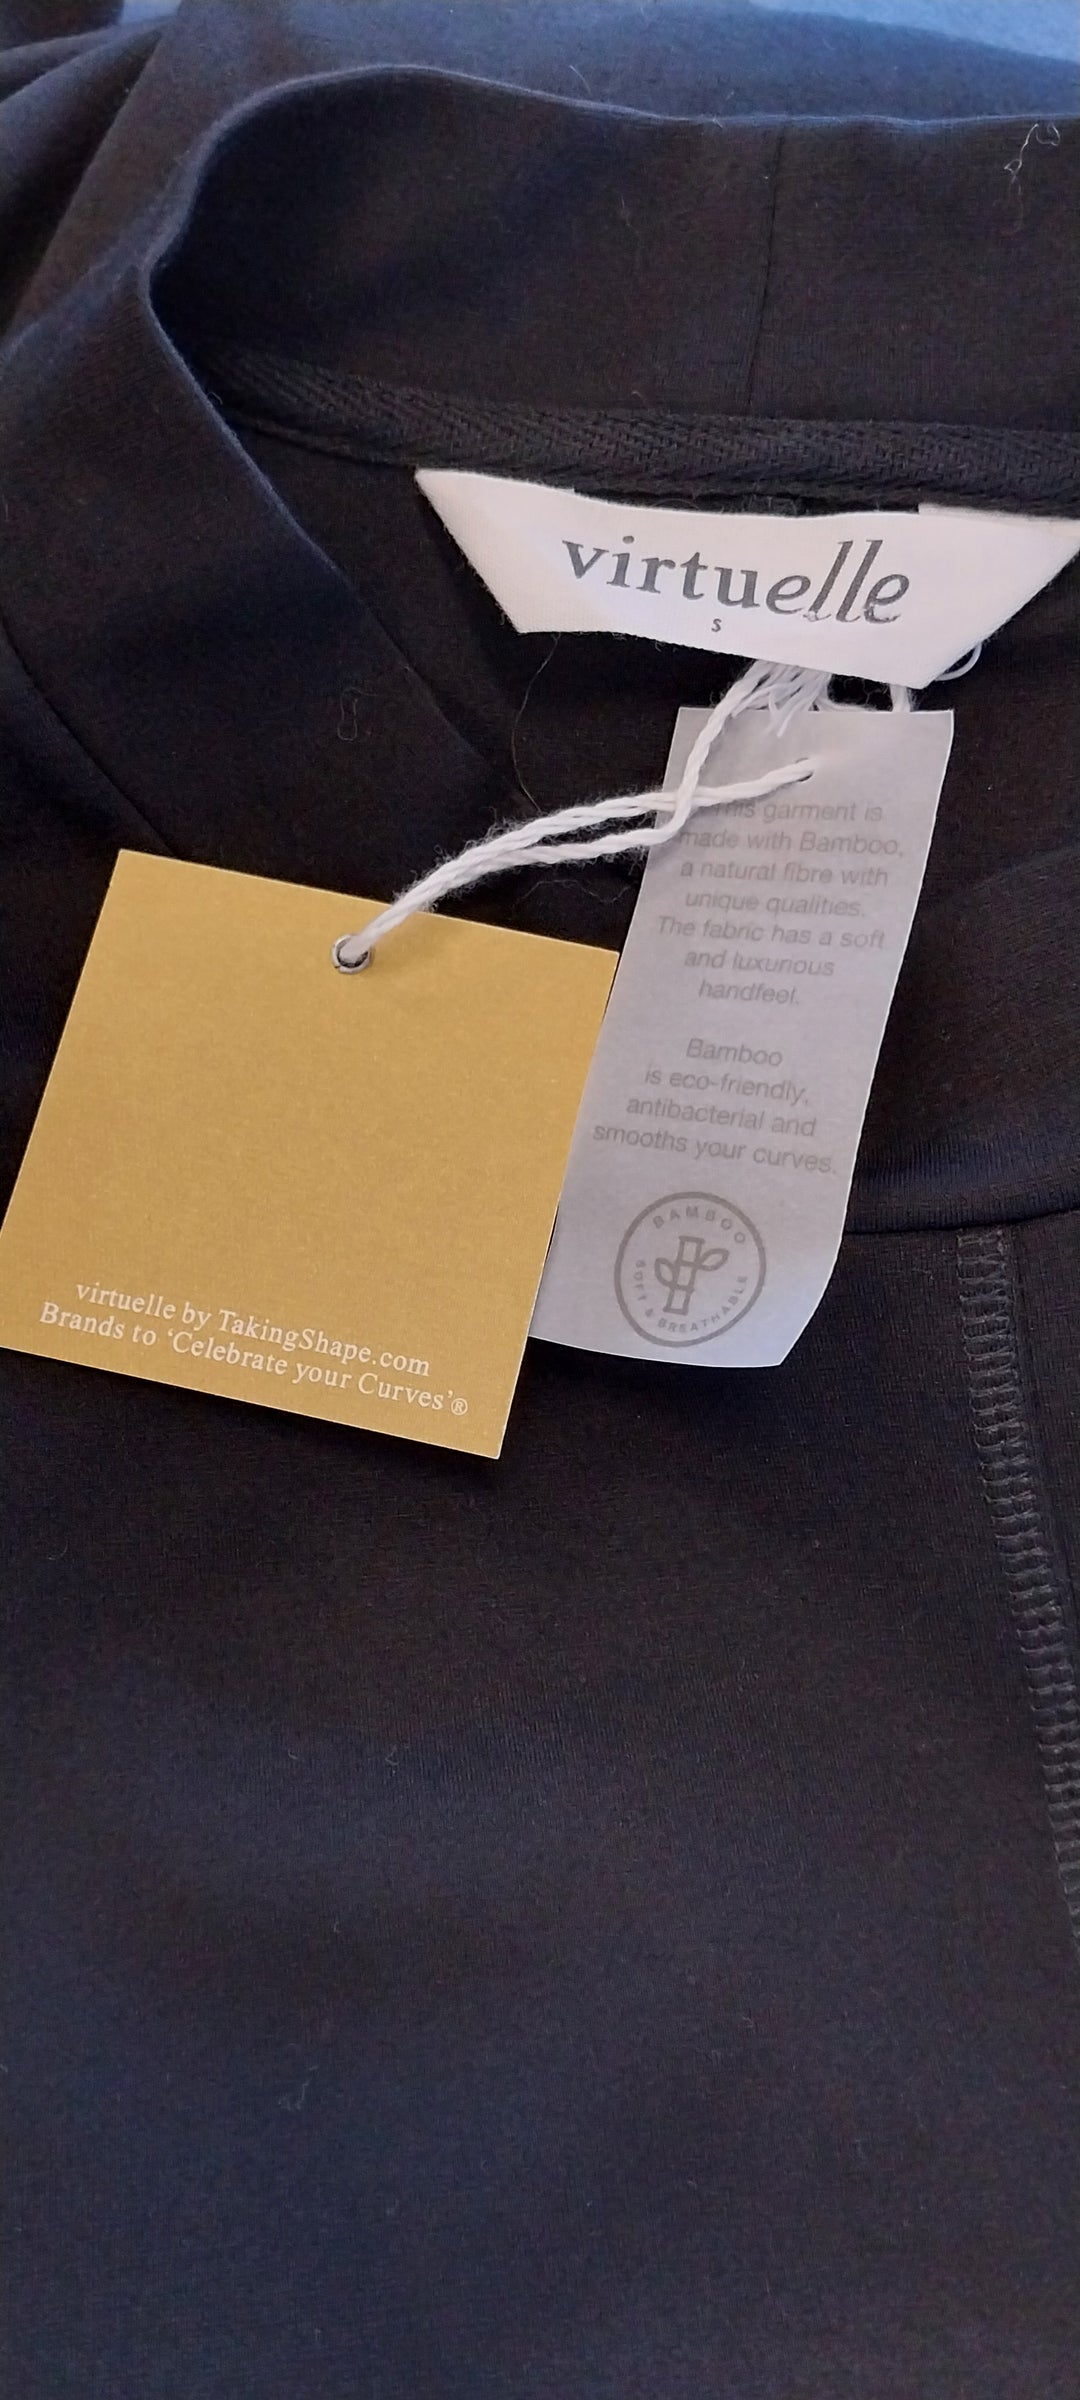 virtuelle
S
This garment is
made with Bamboo,
a natural fibre with
unique qualities.
The fabric has a soft
and luxurious
handfeel.
Bamboo
is eco-friendly,
antibacterial and
smooths your curves.
BAMBOO
SOFT & BREATHABLE
virtuelle by TakingShape.com
Brands to ‘Celebrate your Curves’®